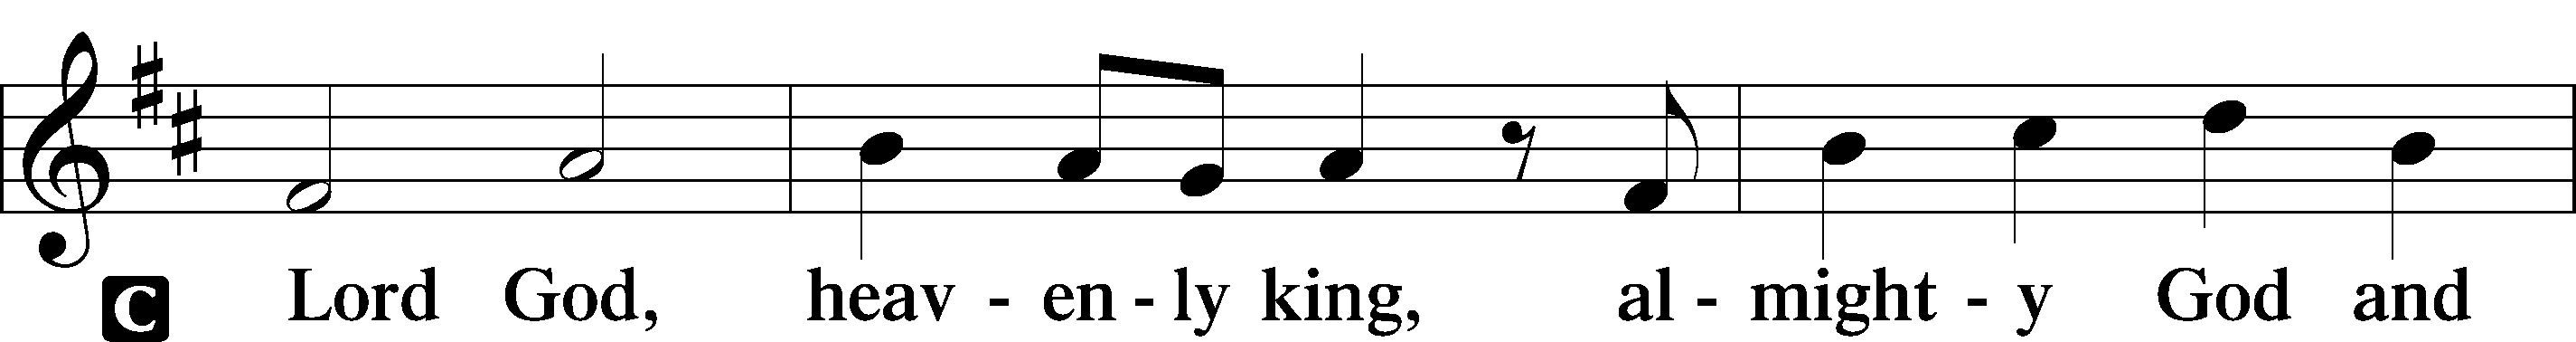 C Lord God, heav - en - ly king, al - might - y God and